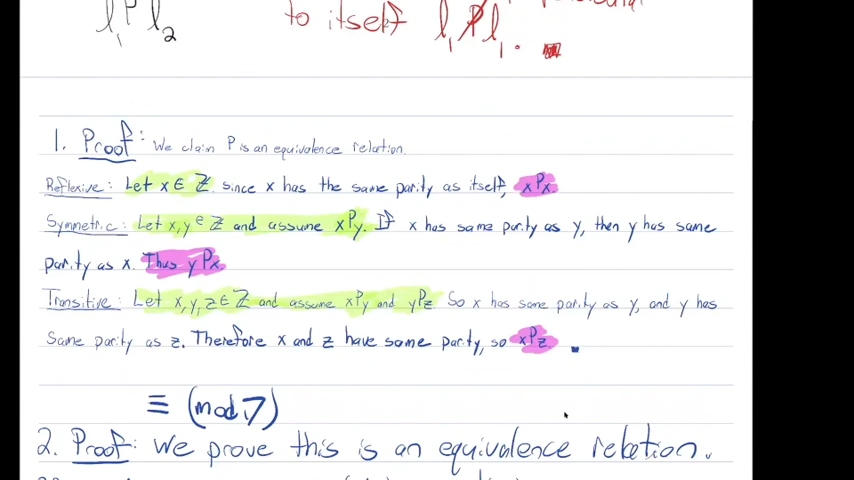 l₁ P l₂ to itself l₁ P̸ l₁.
1. Proof: We claim P is an equivalence relation.
Reflexive: Let x ∈ ℤ. since x has the same parity as itself, xPx.
Symmetric: Let x, y ∈ ℤ and assume xPy. If x has same parity as y, then y has same
parity as x. Thus yPx.
Transitive: Let x, y, z ∈ ℤ and assume xPy and yPz. So x has same parity as y, and y has
same parity as z. Therefore x and z have same parity, so xPz.
≡ (mod 7)
2. Proof: We prove this is an equivalence relation.